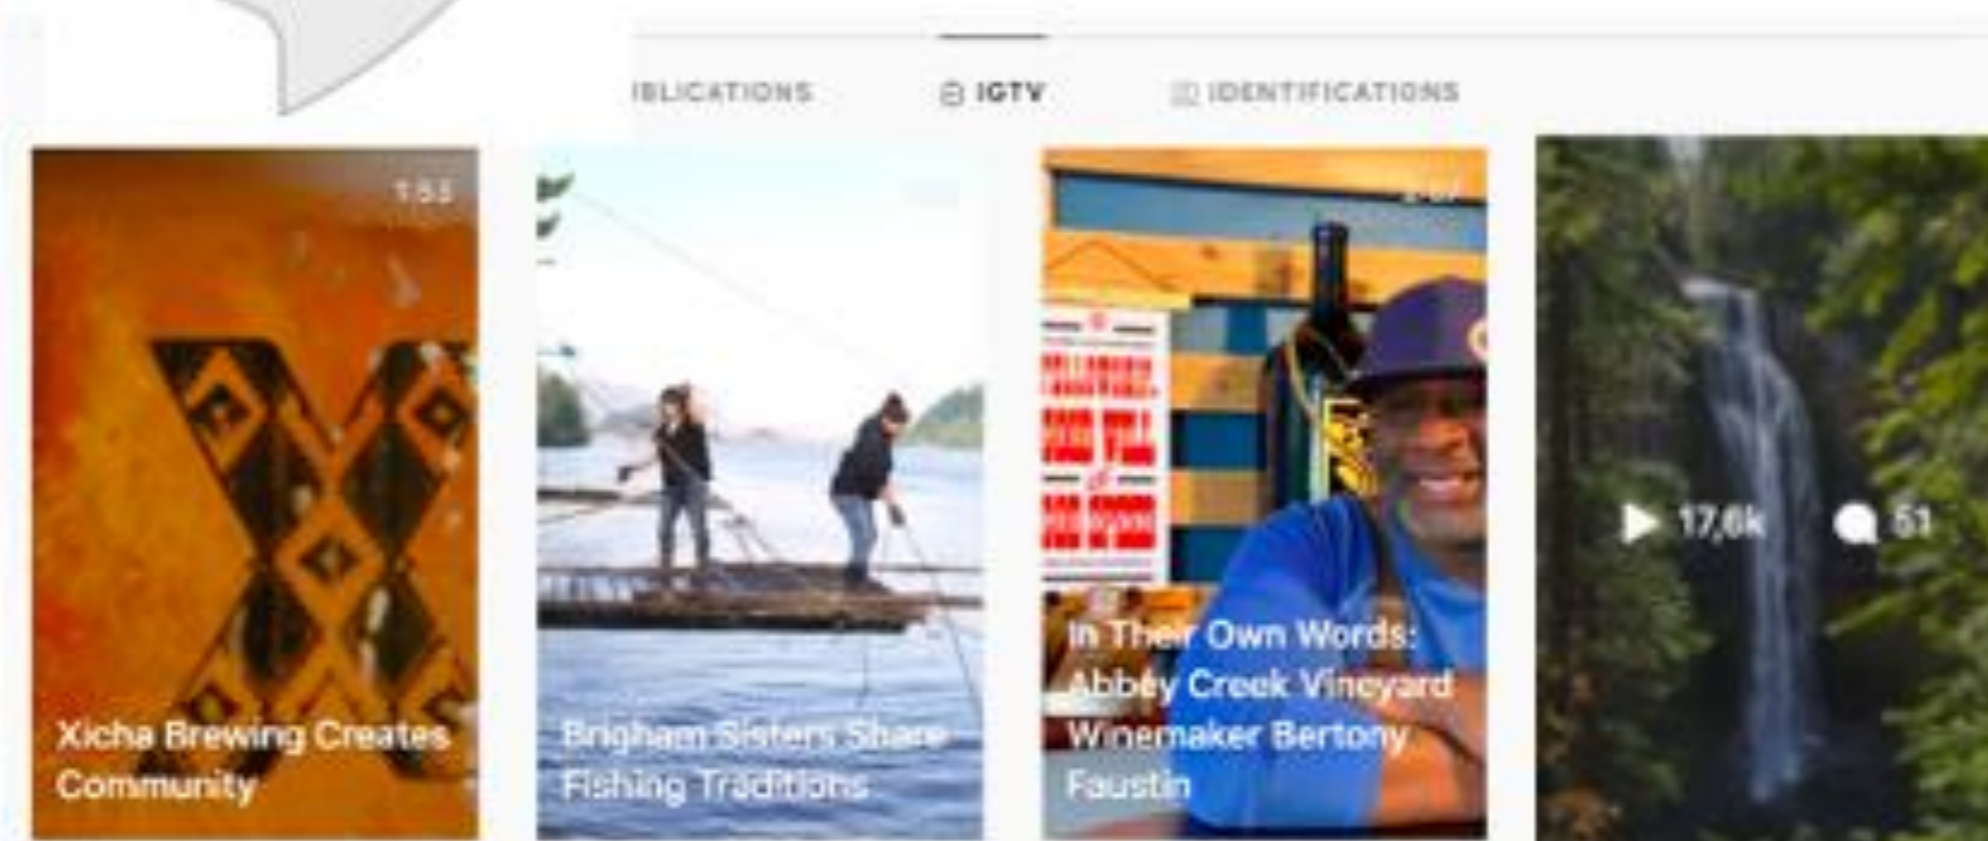 IBLICATIONS
IGTV
IDENTIFICATIONS
1:53
Xicha Brewing Creates
Community
Brigham Sisters Share
Fishing Traditions
In Their Own Words:
Abbey Creek Vineyard
Winemaker Bertony
Faustin
17,6k
51